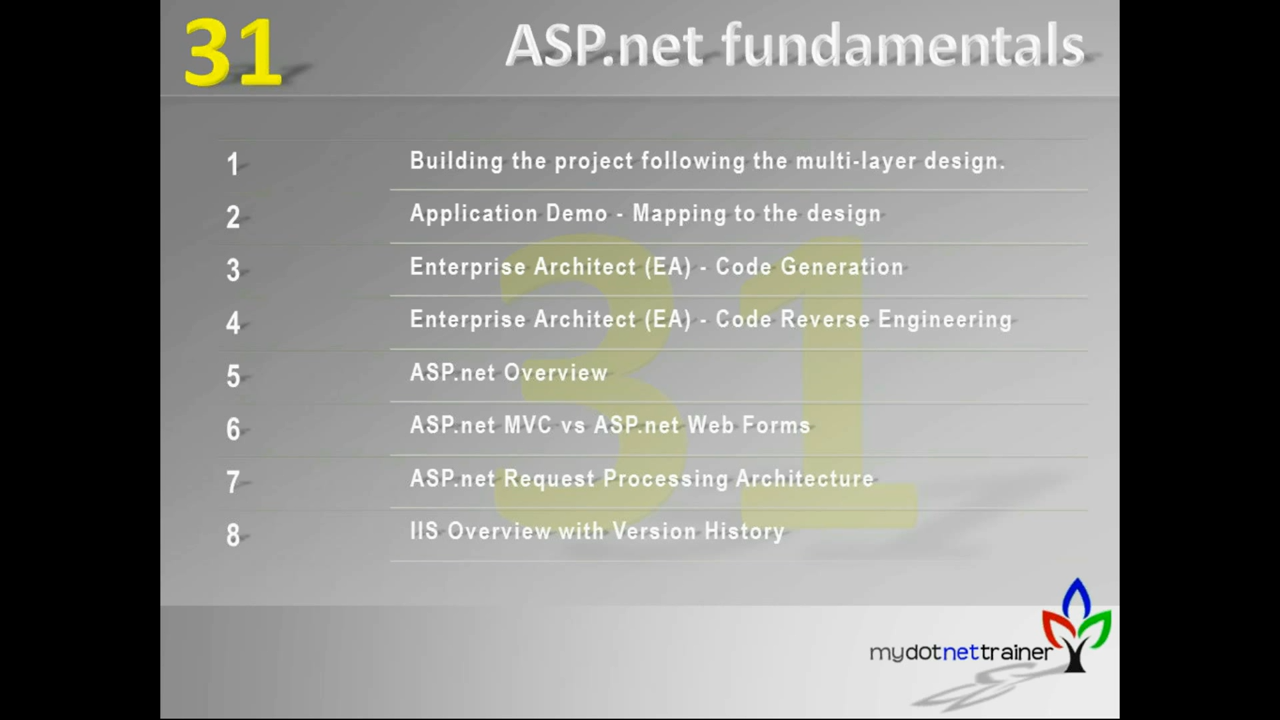 31 ASP.net fundamentals
1 Building the project following the multi-layer design.
2 Application Demo - Mapping to the design
3 Enterprise Architect (EA) - Code Generation
4 Enterprise Architect (EA) - Code Reverse Engineering
5 ASP.net Overview
6 ASP.net MVC vs ASP.net Web Forms
7 ASP.net Request Processing Architecture
8 IIS Overview with Version History
31
mydotnettrainer